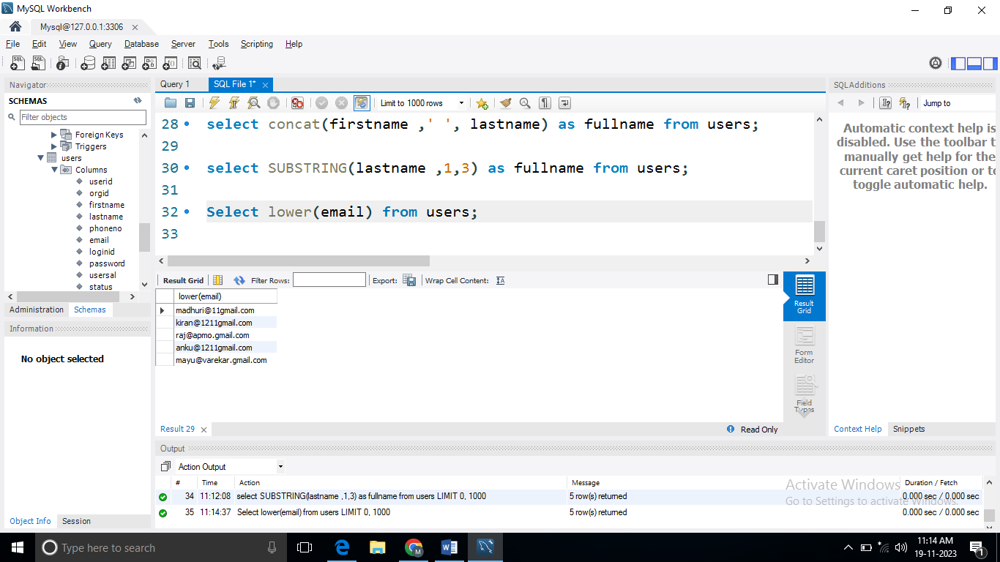 MySQL Workbench
Mysql@127.0.0.1:3306
File Edit View Query Database Server Tools Scripting Help
Navigator
SCHEMAS
Filter objects
Foreign Keys
Triggers
users
Columns
userid
orgid
firstname
lastname
phoneno
email
loginid
password
usersal
status
Administration Schemas
Information
No object selected
Object Info Session
Query 1 SQL File 1*
Limit to 1000 rows
28 select concat(firstname ,' ', lastname) as fullname from users;
29
30 select SUBSTRING(lastname ,1,3) as fullname from users;
31
32 Select lower(email) from users;
33
Result Grid Filter Rows: Export: Wrap Cell Content:
lower(email)
madhuri@11gmail.com
kiran@1211gmail.com
raj@apmo.gmail.com
anku@1211gmail.com
mayu@varekar.gmail.com
Result Grid
Form Editor
Field Types
Result 29 Read Only
SQLAdditions
Jump to
Automatic context help is
disabled. Use the toolbar t
manually get help for the
current caret position or to
toggle automatic help.
Context Help Snippets
Output
Action Output
# Time Action Message Duration / Fetch
34 11:12:08 select SUBSTRING(lastname ,1,3) as fullname from users LIMIT 0, 1000 5 row(s) returned 0.000 sec / 0.000 sec
35 11:14:37 Select lower(email) from users LIMIT 0, 1000 5 row(s) returned 0.000 sec / 0.000 sec
Activate Windows
Go to Settings to activate Windows.
Type here to search
11:14 AM
19-11-2023
1